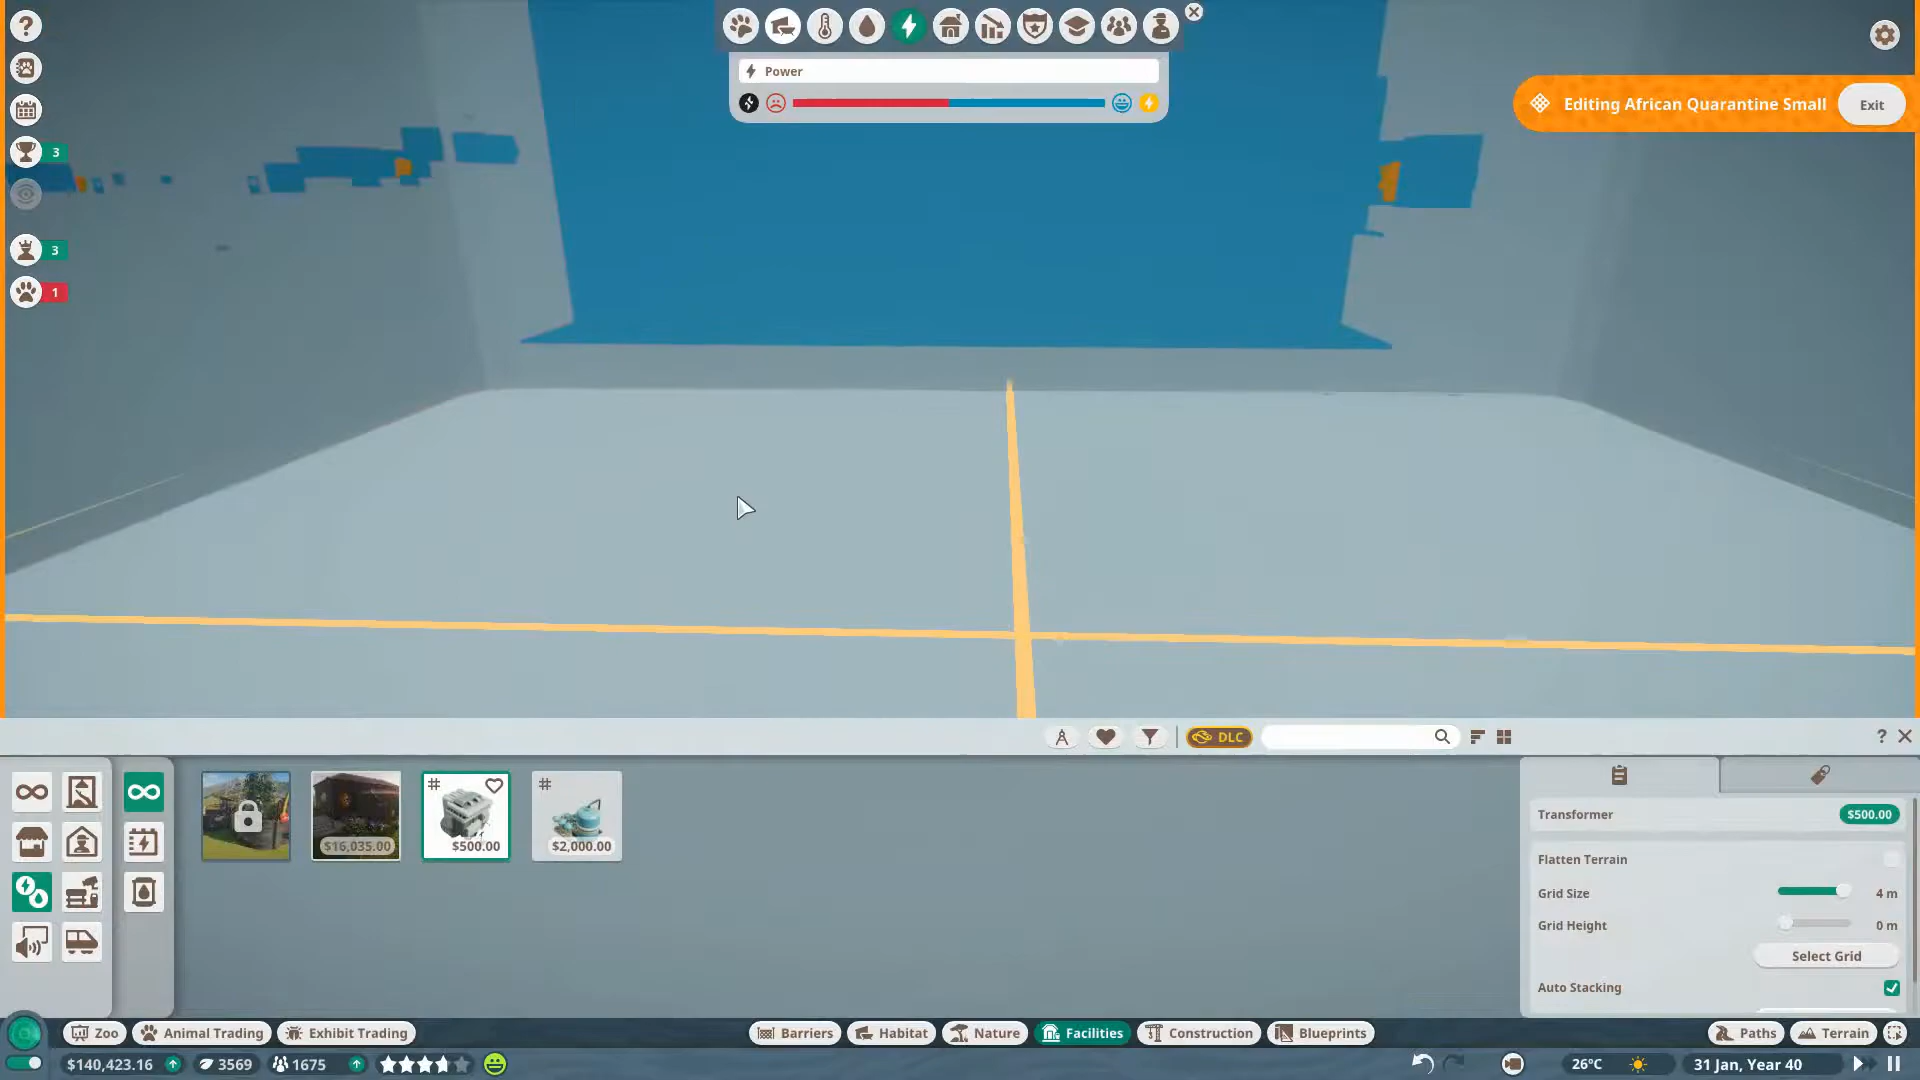 ?
Power
3
Editing African Quarantine Small
Exit
3
1
DLC
?
$16,035.00
$500.00
$2,000.00
Transformer
$500.00
Flatten Terrain
Grid Size
4 m
Grid Height
0 m
Select Grid
Auto Stacking
Zoo
Animal Trading
Exhibit Trading
Barriers
Habitat
Nature
Facilities
Construction
Blueprints
Paths
Terrain
$140,423.16
3569
1675
26°C
31 Jan, Year 40